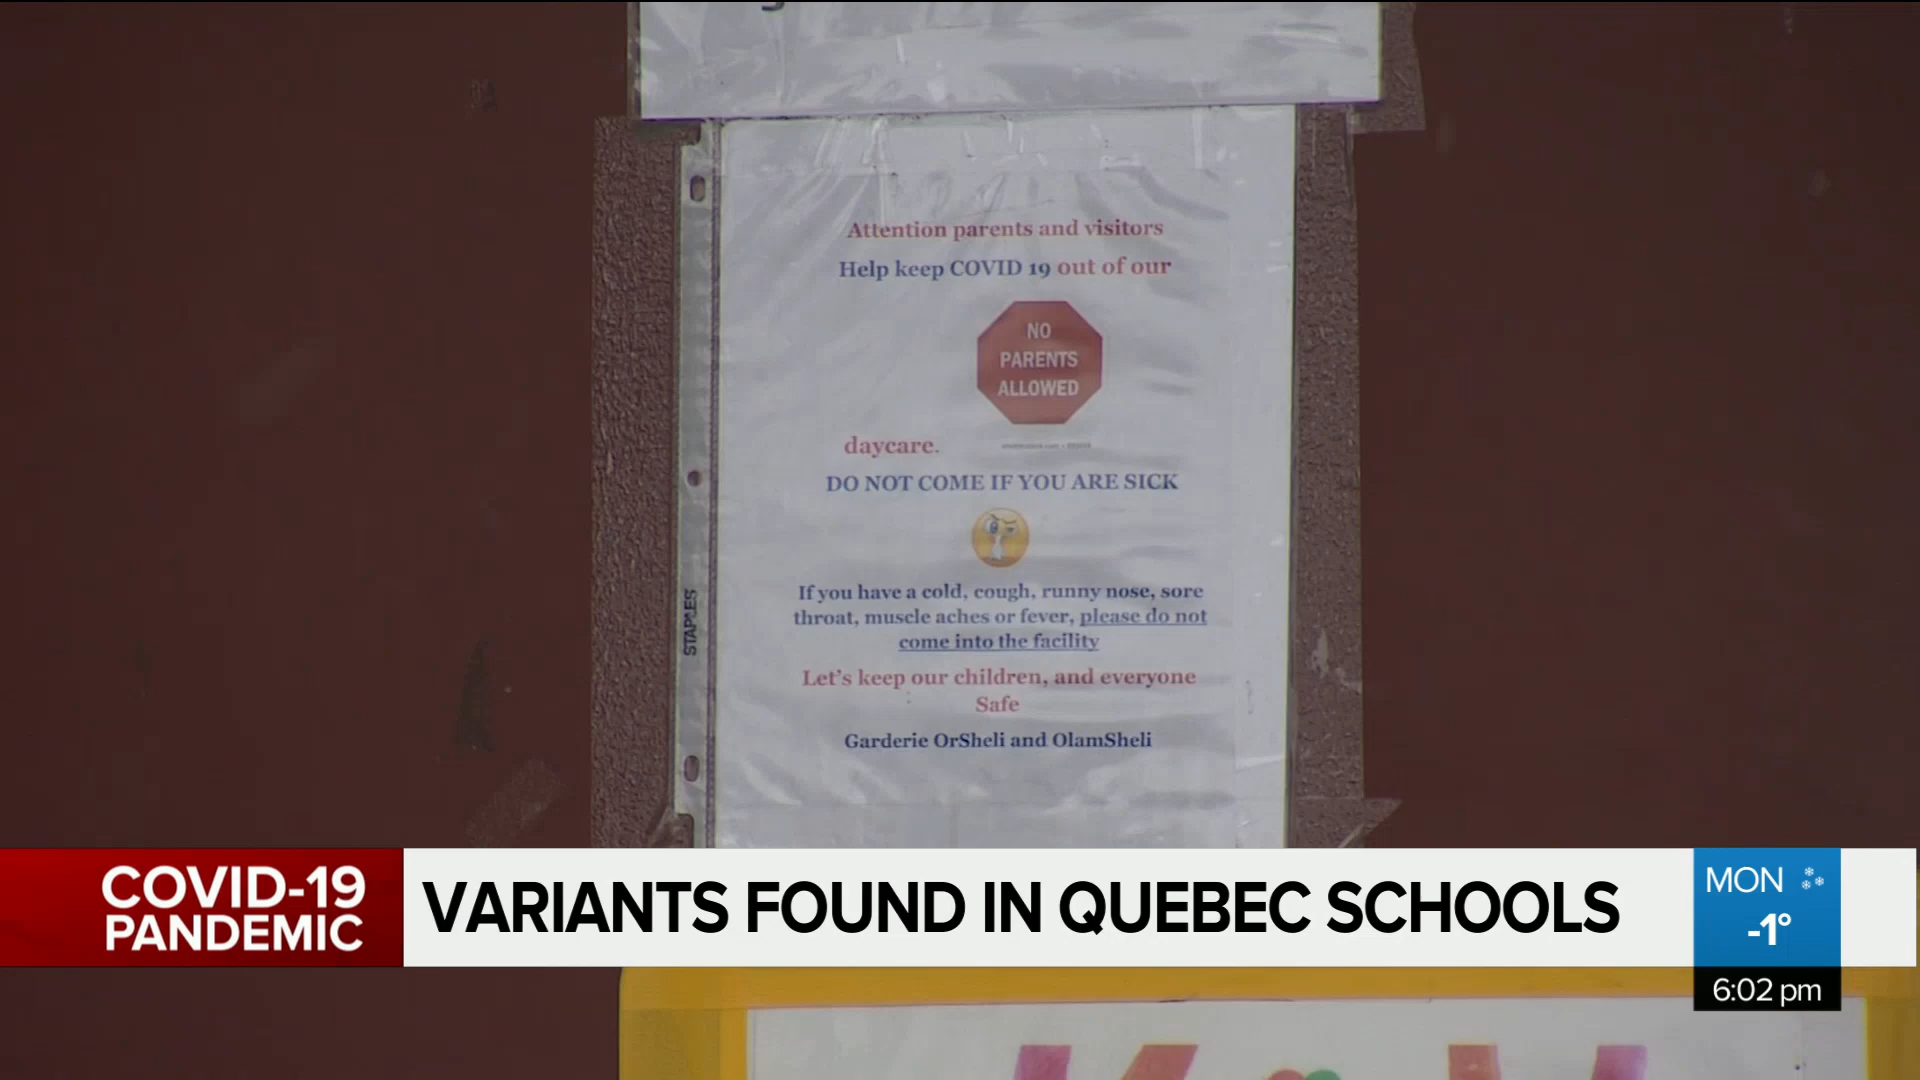 Attention parents and visitors
Help keep COVID 19 out of our
NO
PARENTS
ALLOWED
daycare.
DO NOT COME IF YOU ARE SICK
If you have a cold, cough, runny nose, sore
throat, muscle aches or fever, please do not
come into the facility
Let's keep our children, and everyone
Safe
Garderie OrSheli and OlamSheli
STAPLES
COVID-19
PANDEMIC
VARIANTS FOUND IN QUEBEC SCHOOLS
MON
-1°
6:02 pm